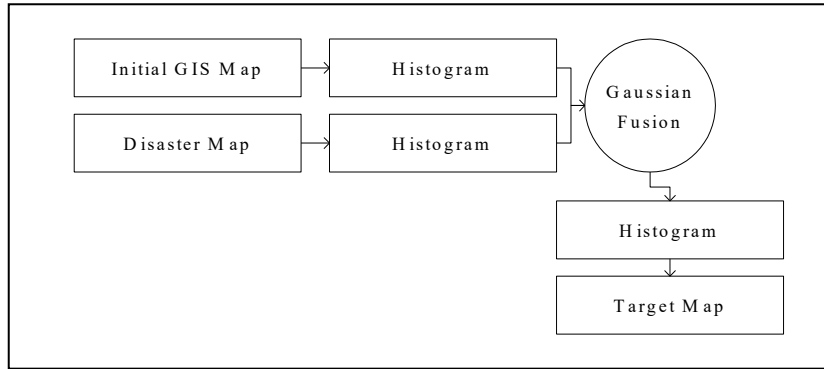 Initial GIS Map
Histogram
Gaussian
Fusion
Disaster Map
Histogram
Histogram
Target Map